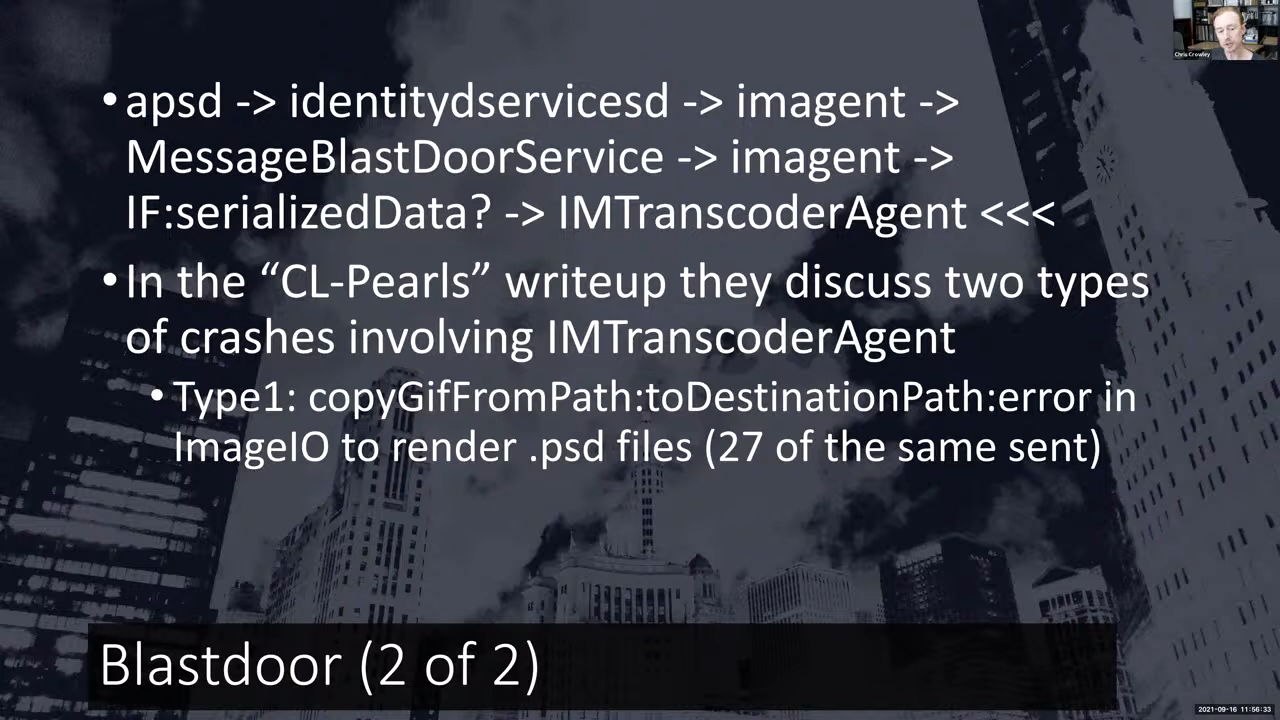 Chris Crowley
• apsd -> identitydservicesd -> imagent ->
MessageBlastDoorService -> imagent ->
IF:serializedData? -> IMTranscoderAgent <<<
• In the “CL-Pearls” writeup they discuss two types
of crashes involving IMTranscoderAgent
• Type1: copyGifFromPath:toDestinationPath:error in
ImageIO to render .psd files (27 of the same sent)
Blastdoor (2 of 2)
2021-09-16 11:56:33